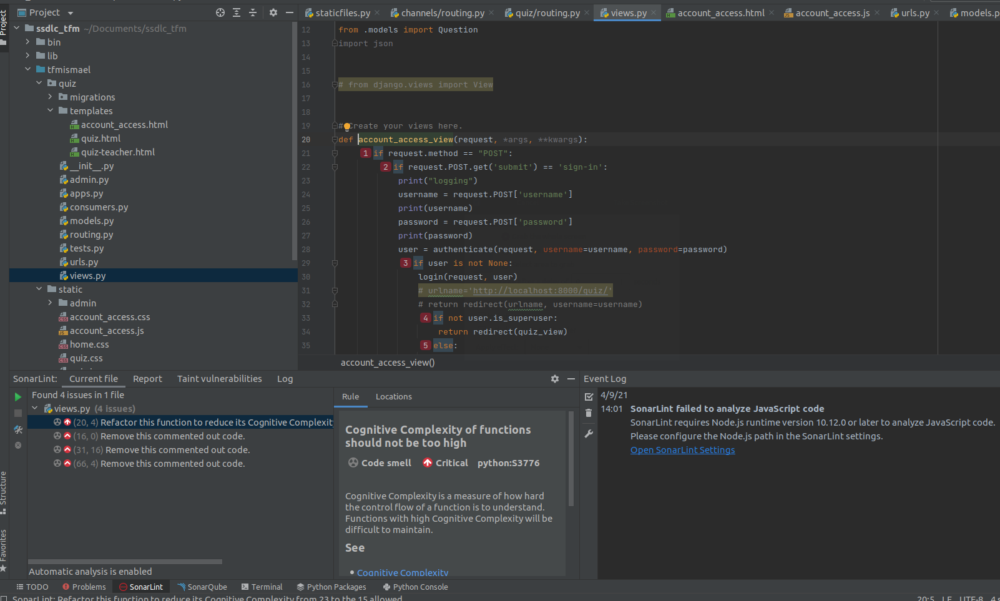 Project
staticfiles.py
channels/routing.py
quiz/routing.py
views.py
account_access.html
account_access.js
urls.py
models.p
Project
ssdlc_tfm ~/Documents/ssdlc_tfm
bin
lib
tfmismael
quiz
migrations
templates
account_access.html
quiz.html
quiz-teacher.html
__init__.py
admin.py
apps.py
consumers.py
models.py
routing.py
tests.py
urls.py
views.py
static
admin
account_access.css
account_access.js
home.css
quiz.css
12 from .models import Question
13 import json
14
15
16 # from django.views import View
17
18
19 # Create your views here.
20 def account_access_view(request, *args, **kwargs):
21 1 if request.method == "POST":
22 2 if request.POST.get('submit') == 'sign-in':
23 print("logging")
24 username = request.POST['username']
25 print(username)
26 password = request.POST['password']
27 print(password)
28 user = authenticate(request, username=username, password=password)
29 3 if user is not None:
30 login(request, user)
31 # urlname='http://localhost:8000/quiz/'
32 # return redirect(urlname, username=username)
33 4 if not user.is_superuser:
34 return redirect(quiz_view)
35 5 else:
account_access_view()
SonarLint: Current file Report Taint vulnerabilities Log
Found 4 issues in 1 file
views.py (4 issues)
(20, 4) Refactor this function to reduce its Cognitive Complexity
(16, 0) Remove this commented out code.
(31, 16) Remove this commented out code.
(66, 4) Remove this commented out code.
Automatic analysis is enabled
Rule Locations
Cognitive Complexity of functions
should not be too high
Code smell Critical python:S3776
Cognitive Complexity is a measure of how hard
the control flow of a function is to understand.
Functions with high Cognitive Complexity will be
difficult to maintain.
See
• Cognitive Complexity
Event Log
4/9/21
14:01 SonarLint failed to analyze JavaScript code
SonarLint requires Node.js runtime version 10.12.0 or later to analyze JavaScript code.
Please configure the Node.js path in the SonarLint settings.
Open SonarLint Settings
Structure
Favorites
TODO Problems SonarLint SonarQube Terminal Python Packages Python Console
SonarLint: Refactor this function to reduce its Cognitive Complexity from 23 to the 15 allowed
20:5 LF UTF-8 4 s